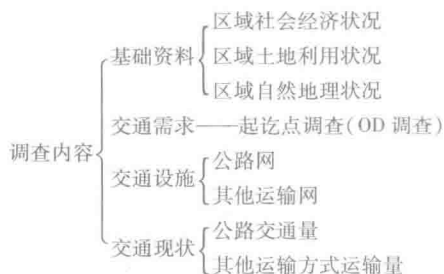 区域社会经济状况
基础资料
区域土地利用状况
区域自然地理状况
交通需求——起讫点调查(OD 调查)
调查内容
公路网
交通设施
其他运输网
公路交通量
交通现状
其他运输方式运输量